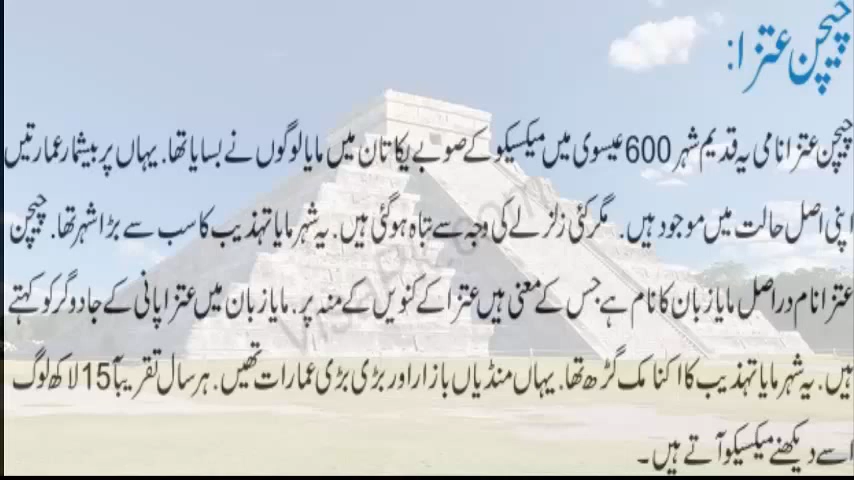 چیچن عتزا:
چیچن عتزا نامی یہ قدیم شہر 600 عیسوی میں میکسیکو کے صوبے یکاتان میں مایا لوگوں نے بسایا تھا. یہاں پر بیشمار عمارتیں
اپنی اصل حالت میں موجود ہیں. مگر کئی زلزلے کی وجہ سے تباہ ہو گئی ہیں. یہ شہر مایا تہذیب کا سب سے بڑا شہر تھا. چیچن
عتزا نام دراصل مایا زبان کا نام ہے جس کے معنی ہیں عتزا کے کنویں کے منہ پر. مایا زبان میں عتزا پانی کے جادوگر کو کہتے
ہیں. یہ شہر مایا تہذیب کا اکنامک گڑھ تھا. یہاں منڈیاں بازار اور بڑی بڑی عمارات تھیں. ہر سال تقریباً 15 لاکھ لوگ
اسے دیکھنے میکسیکو آتے ہیں۔